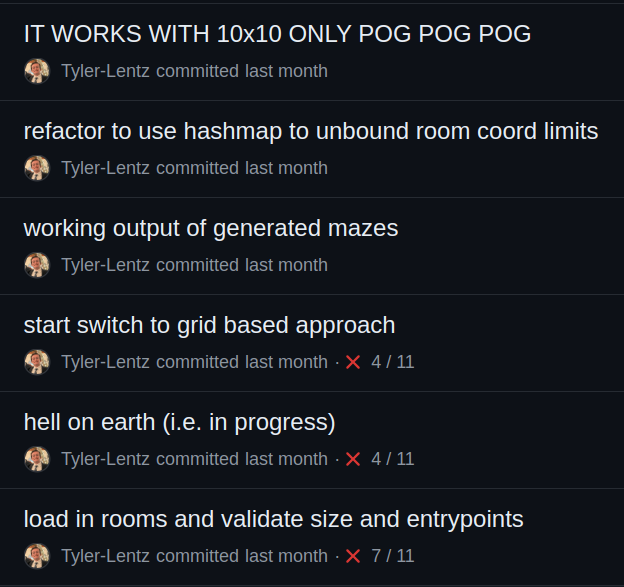 IT WORKS WITH 10x10 ONLY POG POG POG
Tyler-Lentz committed last month
refactor to use hashmap to unbound room coord limits
Tyler-Lentz committed last month
working output of generated mazes
Tyler-Lentz committed last month
start switch to grid based approach
Tyler-Lentz committed last month · ✕ 4 / 11
hell on earth (i.e. in progress)
Tyler-Lentz committed last month · ✕ 4 / 11
load in rooms and validate size and entrypoints
Tyler-Lentz committed last month · ✕ 7 / 11